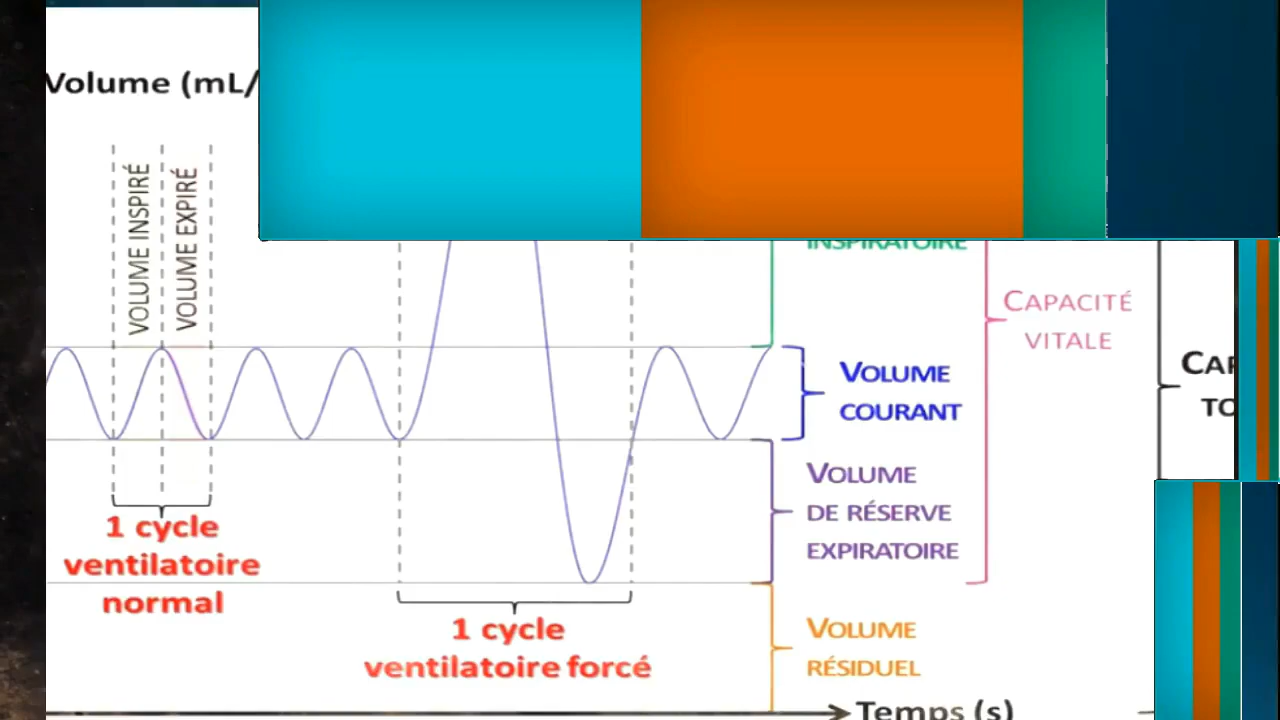 Volume (mL/
VOLUME INSPIRÉ
VOLUME EXPIRÉ
INSPIRATOIRE
CAPACITÉ
VITALE
VOLUME
COURANT
VOLUME
DE RÉSERVE
EXPIRATOIRE
1 cycle
ventilatoire
normal
1 cycle
ventilatoire forcé
VOLUME
RÉSIDUEL
Temps (s)